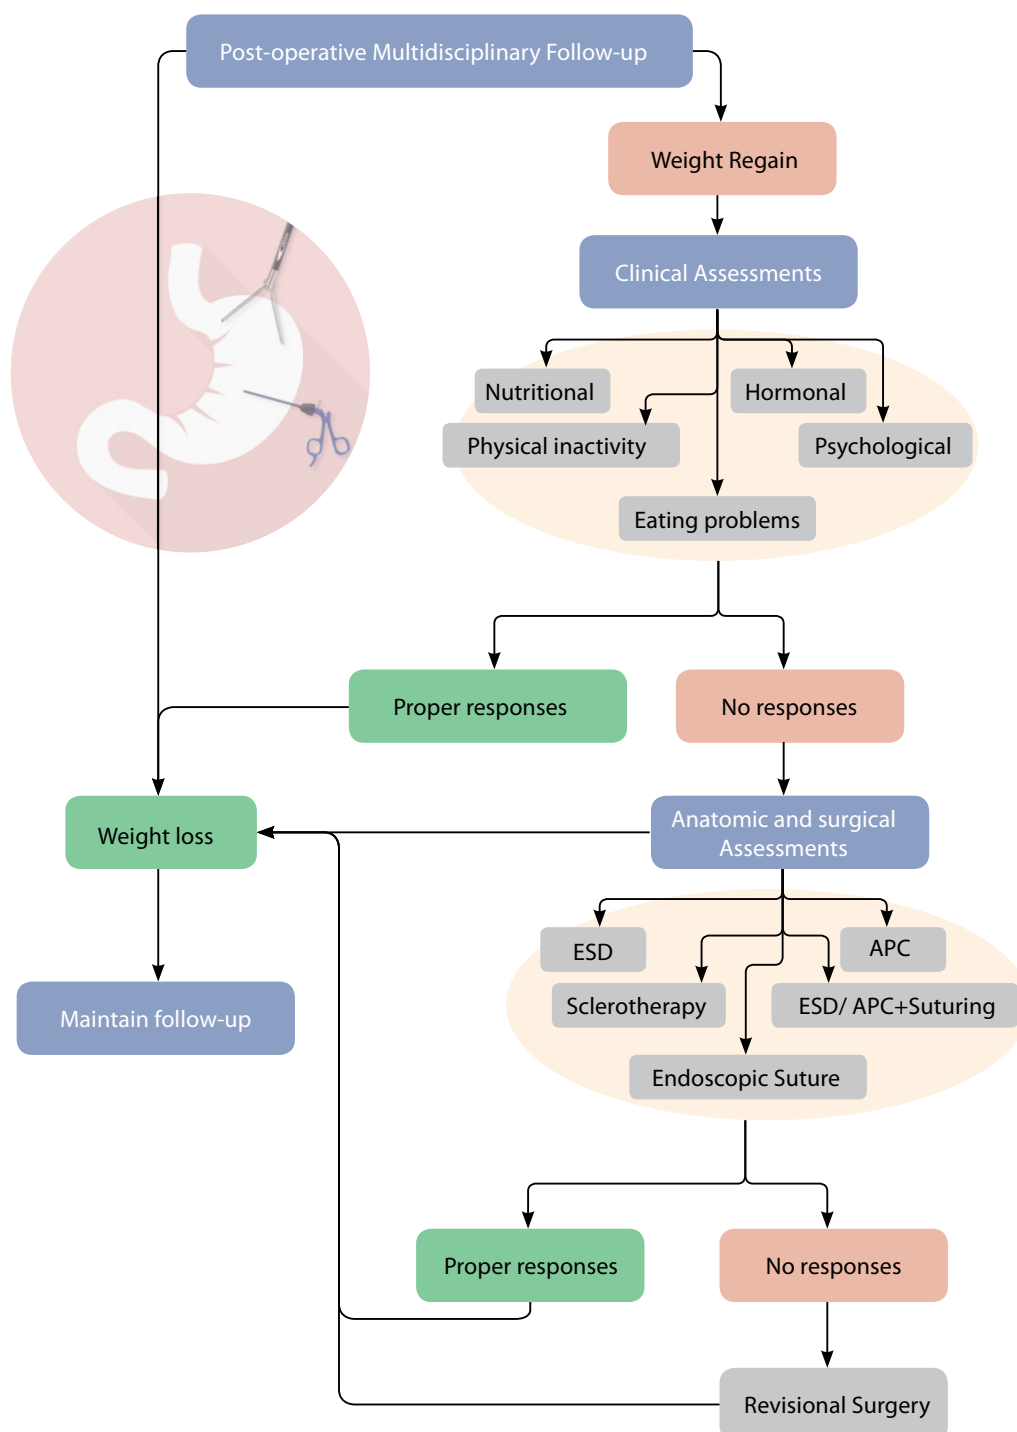 Post-operative Multidisciplinary Follow-up
Weight Regain
Clinical Assessments
Nutritional
Hormonal
Physical inactivity
Psychological
Eating problems
Proper responses
No responses
Weight loss
Anatomic and surgical
Assessments
ESD
APC
Sclerotherapy
ESD/ APC+Suturing
Maintain follow-up
Endoscopic Suture
Proper responses
No responses
Revisional Surgery